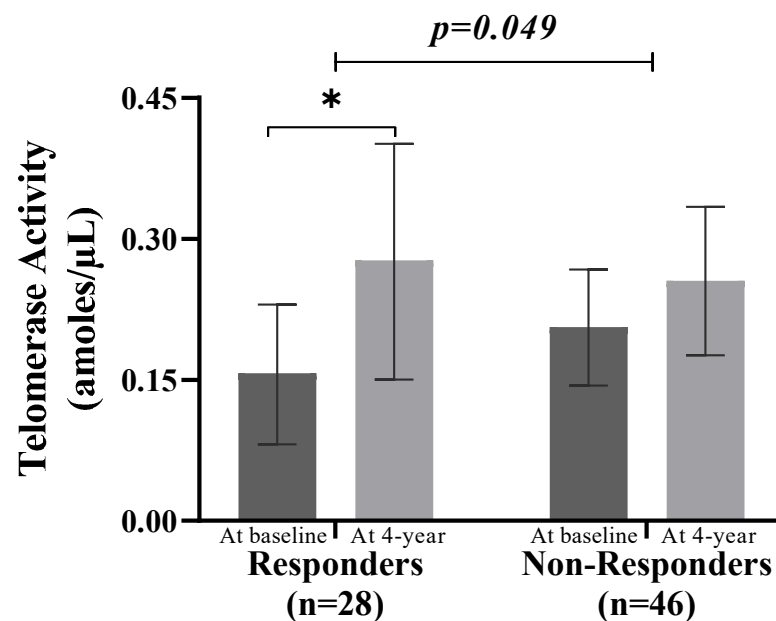 p=0.049
*
0.45
0.30
0.15
0.00
Telomerase Activity
(amoles/µL)
At baseline At 4-year At baseline At 4-year
Responders Non-Responders
(n=28) (n=46)